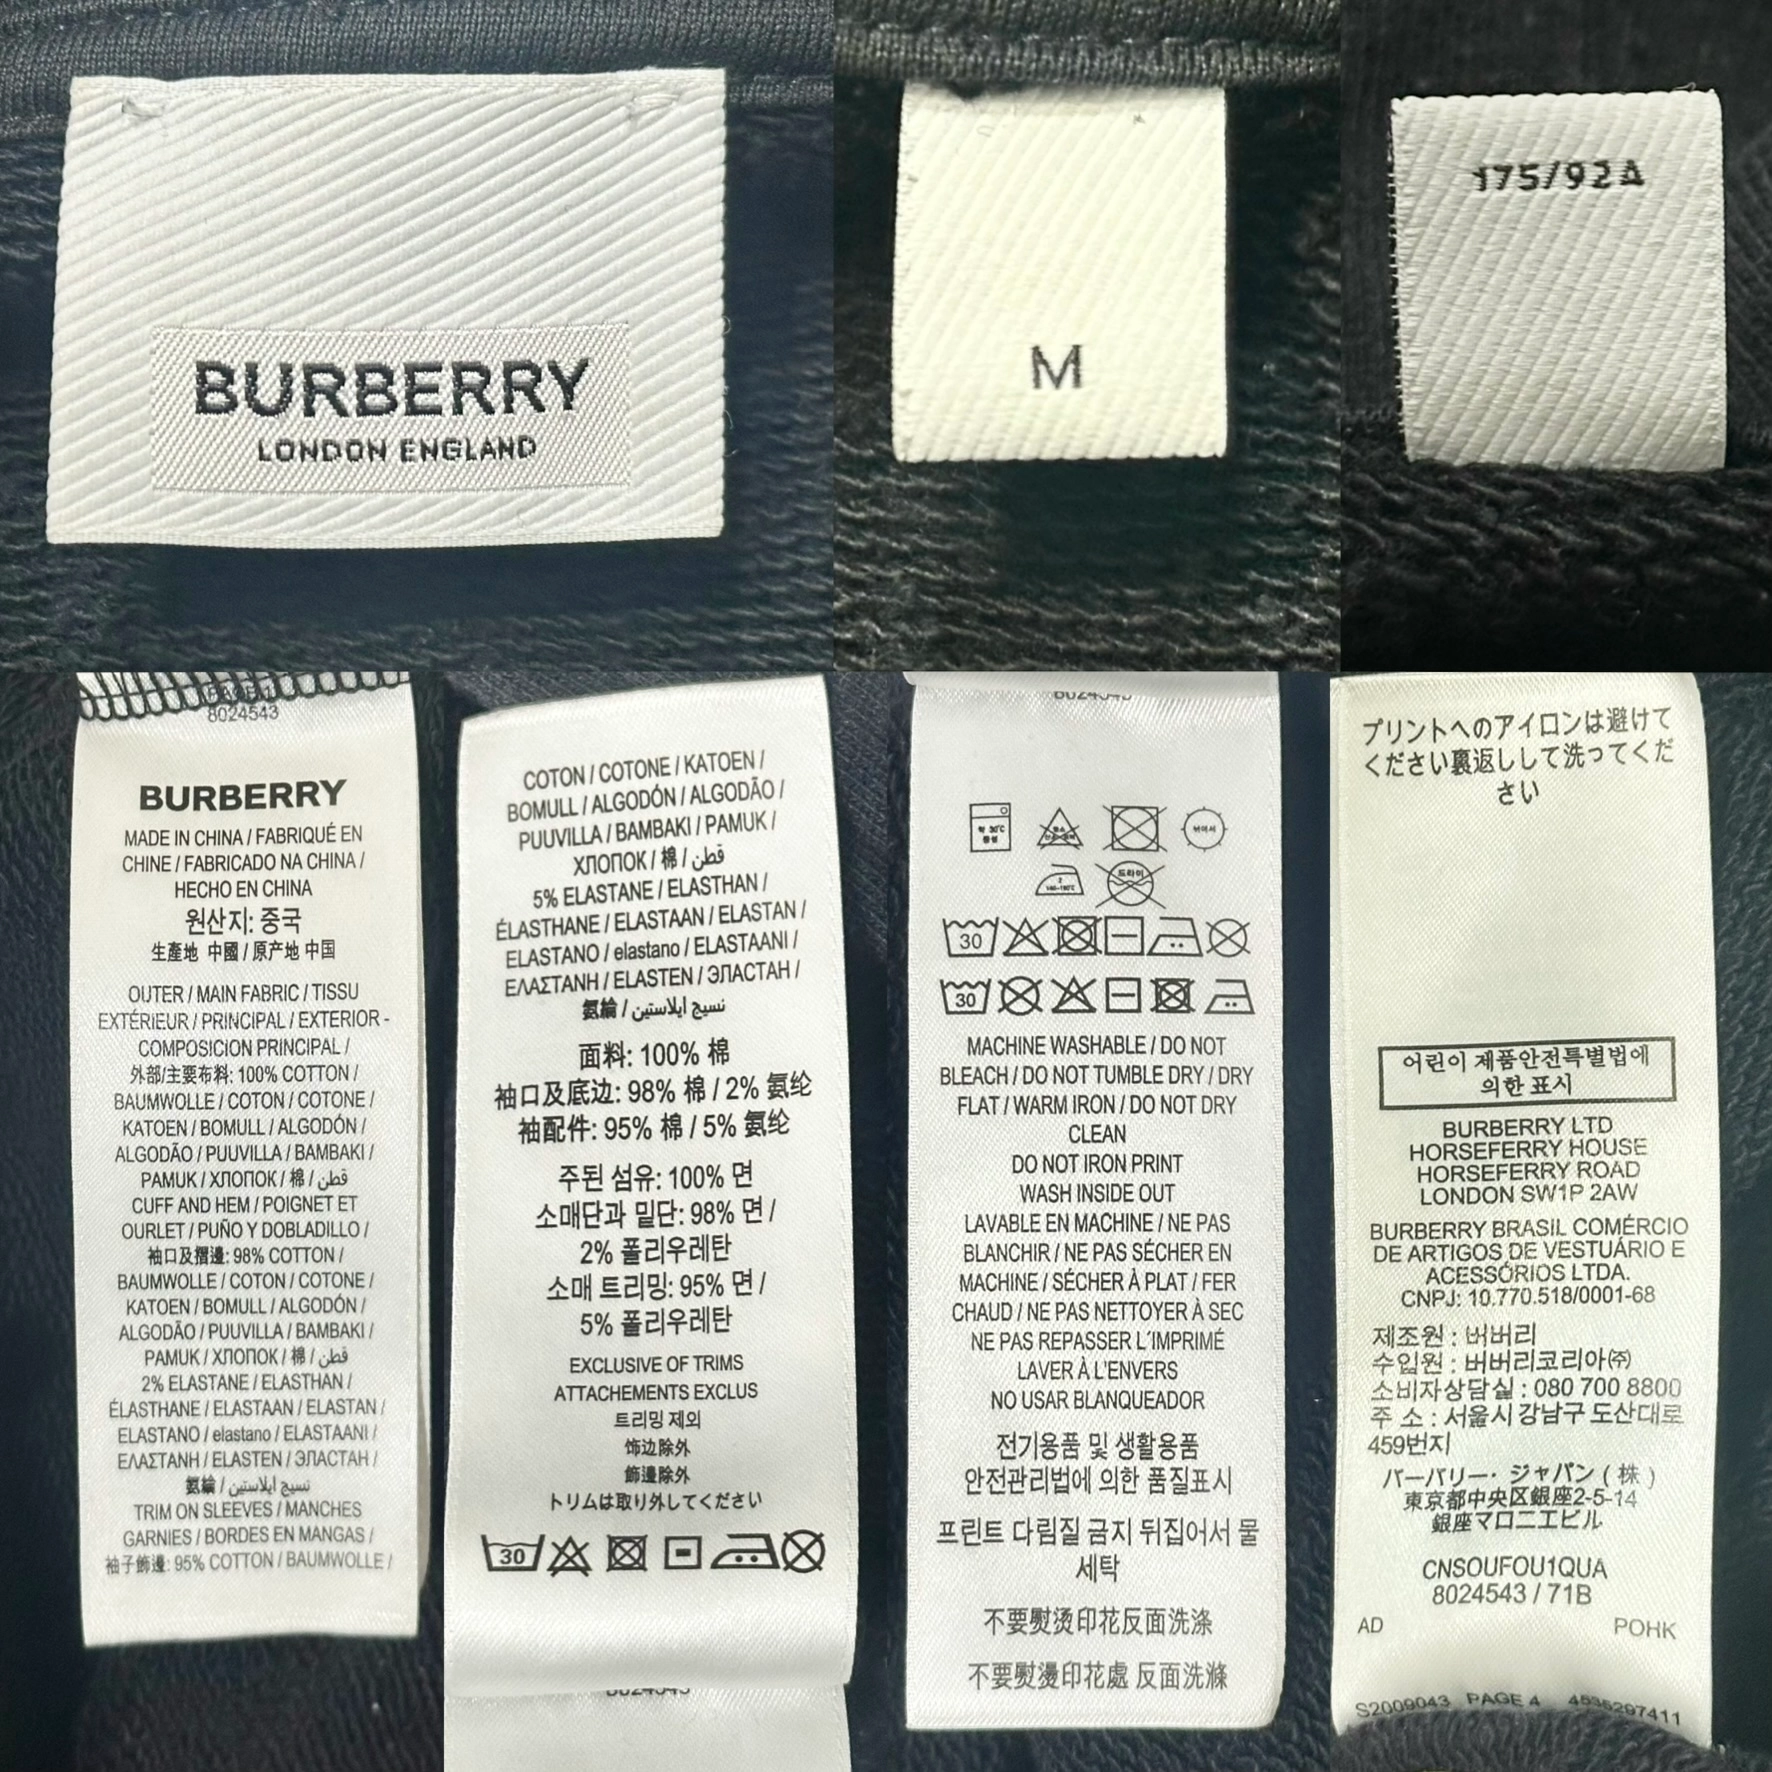 BURBERRY
LONDON ENGLAND
M
175/92A
PAGE 1
8024543
BURBERRY
MADE IN CHINA / FABRIQUÉ EN
CHINE / FABRICADO NA CHINA /
HECHO EN CHINA
원산지: 중국
生產地 中國 / 原产地 中国
OUTER / MAIN FABRIC / TISSU
EXTÉRIEUR / PRINCIPAL / EXTERIOR -
COMPOSICION PRINCIPAL /
外部/主要布料: 100% COTTON /
BAUMWOLLE / COTON / COTONE /
KATOEN / BOMULL / ALGODÓN /
ALGODÃO / PUUVILLA / BAMBAKI /
PAMUK / ХЛОПОК / 棉 / قطن
CUFF AND HEM / POIGNET ET
OURLET / PUÑO Y DOBLADILLO /
袖口及摺邊: 98% COTTON /
BAUMWOLLE / COTON / COTONE /
KATOEN / BOMULL / ALGODÓN /
ALGODÃO / PUUVILLA / BAMBAKI /
PAMUK / ХЛОПОК / 棉 / قطن
2% ELASTANE / ELASTHAN /
ÉLASTHANE / ELASTAAN / ELASTAN /
ELASTANO / elastano / ELASTAANI /
ΕΛΑΣΤΑΝΗ / ELASTEN / ЭЛАСТАН /
氨綸 / نسيج ايلاستين
TRIM ON SLEEVES / MANCHES
GARNIES / BORDES EN MANGAS /
袖子飾邊: 95% COTTON / BAUMWOLLE /
COTON / COTONE / KATOEN /
BOMULL / ALGODÓN / ALGODÃO /
PUUVILLA / BAMBAKI / PAMUK /
ХЛОПОК / 棉 / قطن
5% ELASTANE / ELASTHAN /
ÉLASTHANE / ELASTAAN / ELASTAN /
ELASTANO / elastano / ELASTAANI /
ΕΛΑΣΤΑΝΗ / ELASTEN / ЭЛАСТАН /
氨綸 / نسيج ايلاستين
面料: 100% 棉
袖口及底边: 98% 棉 / 2% 氨纶
袖配件: 95% 棉 / 5% 氨纶
주된 섬유: 100% 면
소매단과 밑단: 98% 면 /
2% 폴리우레탄
소매 트리밍: 95% 면 /
5% 폴리우레탄
EXCLUSIVE OF TRIMS
ATTACHEMENTS EXCLUS
트리밍 제외
饰边除外
飾邊除外
トリムは取り外してください
30
8024543
8024543
약 30℃
중성
드라이
30
30
MACHINE WASHABLE / DO NOT
BLEACH / DO NOT TUMBLE DRY / DRY
FLAT / WARM IRON / DO NOT DRY
CLEAN
DO NOT IRON PRINT
WASH INSIDE OUT
LAVABLE EN MACHINE / NE PAS
BLANCHIR / NE PAS SÉCHER EN
MACHINE / SÉCHER À PLAT / FER
CHAUD / NE PAS NETTOYER À SEC
NE PAS REPASSER L´IMPRIMÉ
LAVER À L'ENVERS
NO USAR BLANQUEADOR
전기용품 및 생활용품
안전관리법에 의한 품질표시
프린트 다림질 금지 뒤집어서 물
세탁
不要熨烫印花反面洗涤
不要熨燙印花處 反面洗滌
プリントへのアイロンは避けて
ください裏返しして洗ってくだ
さい
어린이 제품안전특별법에
의한 표시
BURBERRY LTD
HORSEFERRY HOUSE
HORSEFERRY ROAD
LONDON SW1P 2AW
BURBERRY BRASIL COMÉRCIO
DE ARTIGOS DE VESTUÁRIO E
ACESSÓRIOS LTDA.
CNPJ: 10.770.518/0001-68
제조원 : 버버리
수입원 : 버버리코리아㈜
소비자상담실 : 080 700 8800
주 소 : 서울시 강남구 도산대로
459번지
バーバリー・ジャパン ( 株 )
東京都中央区銀座2-5-14
銀座マロニエビル
CNSOUFOU1QUA
8024543 / 71B
AD POHK
S2009043 PAGE 4 4535297411